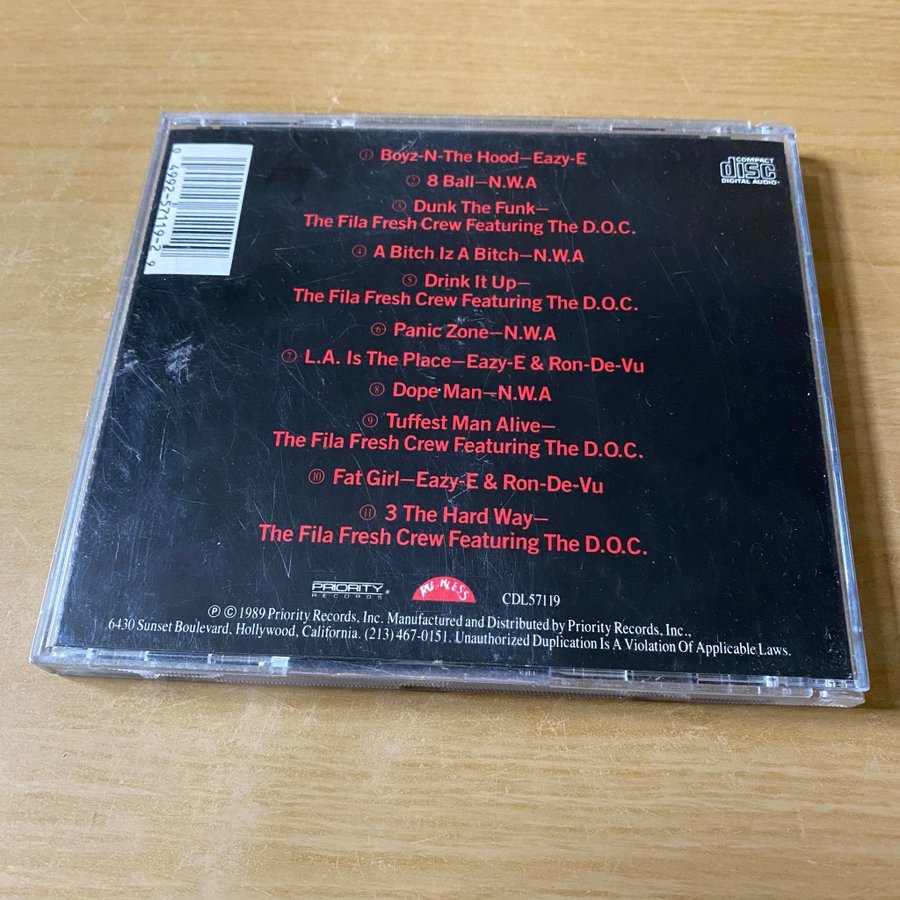 ① Boyz-N-The Hood—Eazy-E
② 8 Ball—N.W.A
③ Dunk The Funk—
The Fila Fresh Crew Featuring The D.O.C.
④ A Bitch Iz A Bitch—N.W.A
⑤ Drink It Up—
The Fila Fresh Crew Featuring The D.O.C.
⑥ Panic Zone—N.W.A
⑦ L.A. Is The Place—Eazy-E & Ron-De-Vu
⑧ Dope Man—N.W.A
⑨ Tuffest Man Alive—
The Fila Fresh Crew Featuring The D.O.C.
⑩ Fat Girl—Eazy-E & Ron-De-Vu
⑪ 3 The Hard Way—
The Fila Fresh Crew Featuring The D.O.C.
COMPACT
disc
DIGITAL AUDIO
0 4992-57119-2 9
PRIORITY
RECORDS
RUTHLESS
CDL57119
Ⓟ © 1989 Priority Records, Inc. Manufactured and Distributed by Priority Records, Inc.,
6430 Sunset Boulevard, Hollywood, California. (213) 467-0151. Unauthorized Duplication Is A Violation Of Applicable Laws.